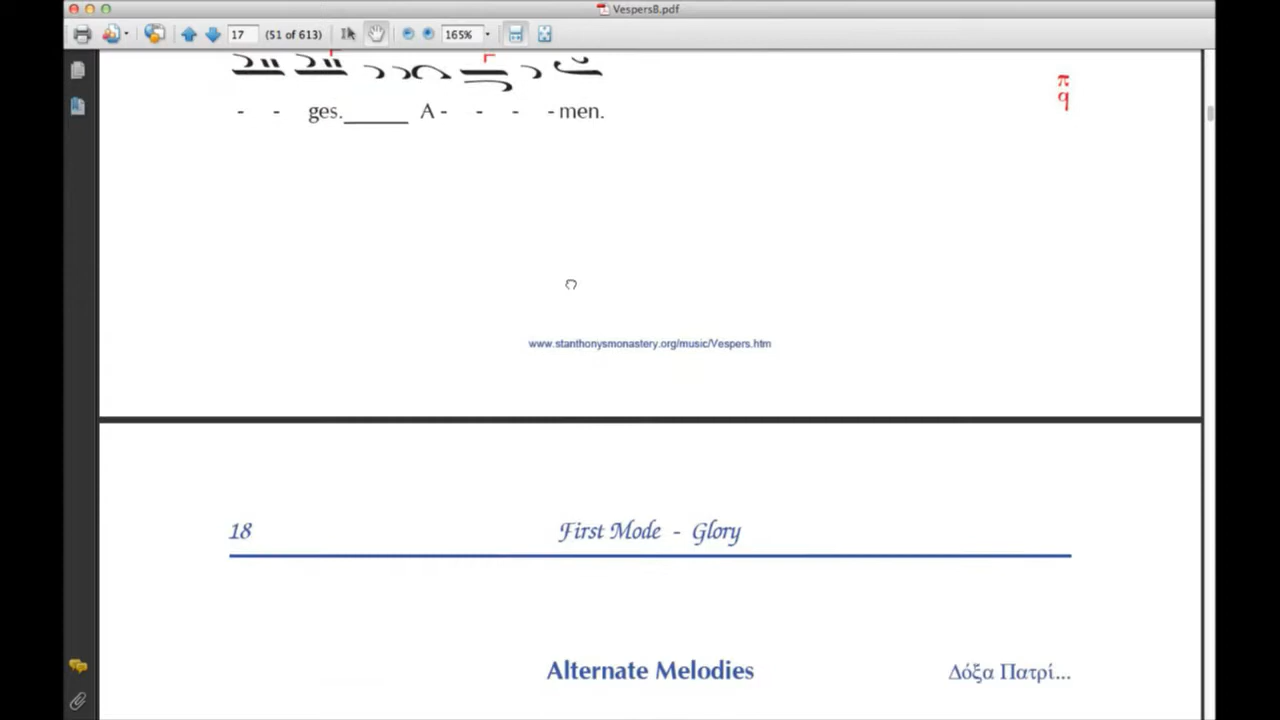 VespersB.pdf
17 (51 of 613) 165%
- - ges._____ A- - - -men.
π
q
www.stanthonysmonastery.org/music/Vespers.htm
18 First Mode - Glory
Alternate Melodies Δόξα Πατρί...